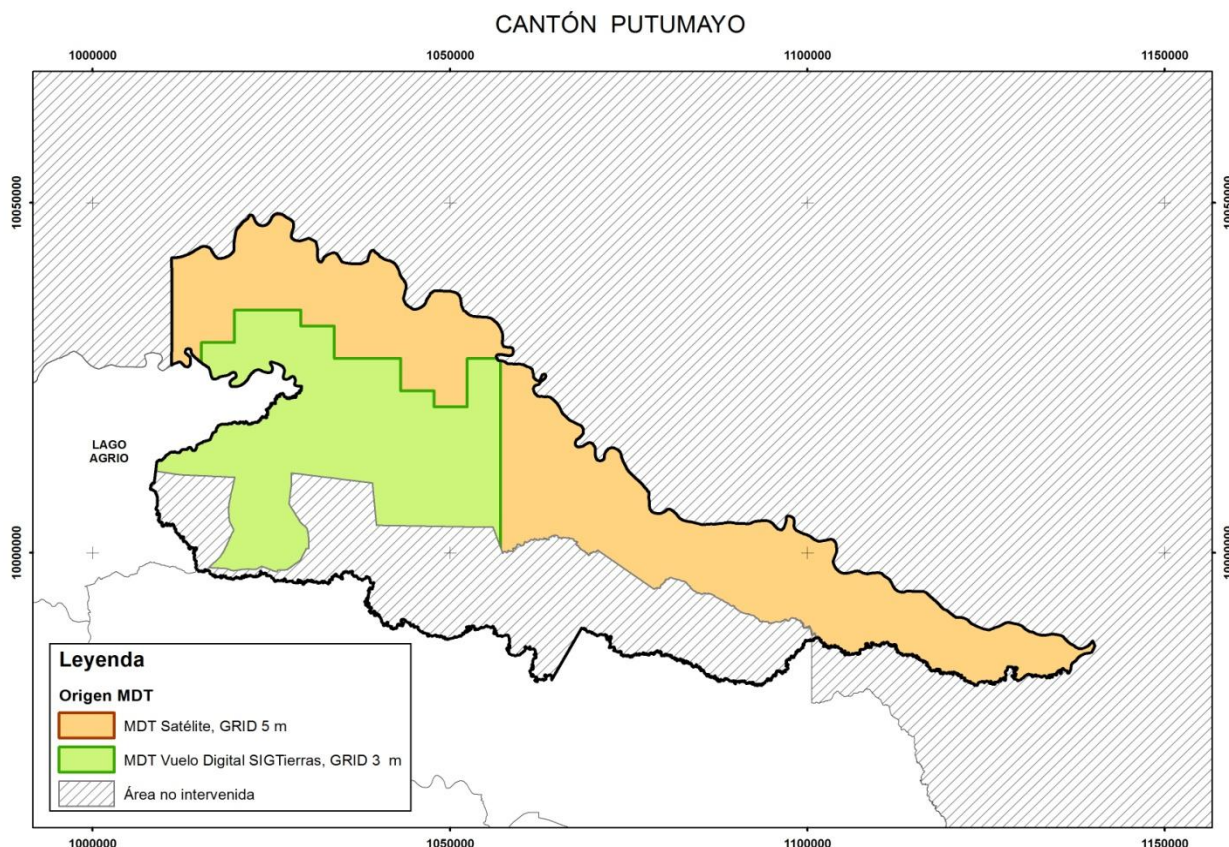 CANTÓN PUTUMAYO
1000000
1050000
1100000
1150000
10050000
10050000
LAGO
AGRIO
10000000
10000000
Leyenda
Origen MDT
MDT Satélite, GRID 5 m
MDT Vuelo Digital SIGTierras, GRID 3 m
Área no intervenida
1000000
1050000
1100000
1150000